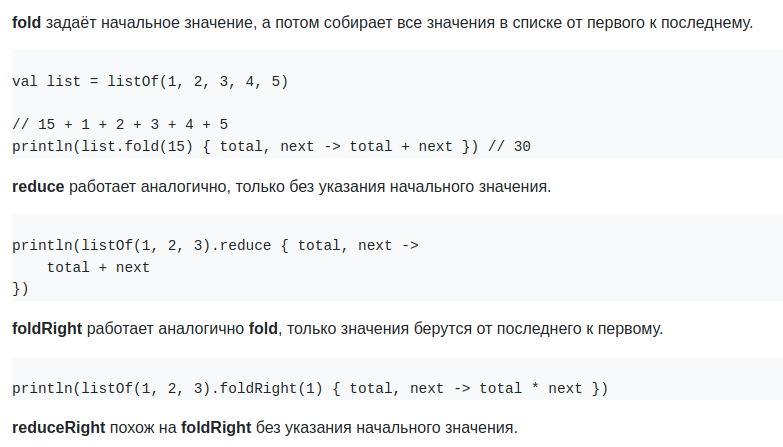 fold задаёт начальное значение, а потом собирает все значения в списке от первого к последнему.
val list = listOf(1, 2, 3, 4, 5)
// 15 + 1 + 2 + 3 + 4 + 5
println(list.fold(15) { total, next -> total + next }) // 30
reduce работает аналогично, только без указания начального значения.
println(listOf(1, 2, 3).reduce { total, next ->
    total + next
})
foldRight работает аналогично fold, только значения берутся от последнего к первому.
println(listOf(1, 2, 3).foldRight(1) { total, next -> total * next })
reduceRight похож на foldRight без указания начального значения.